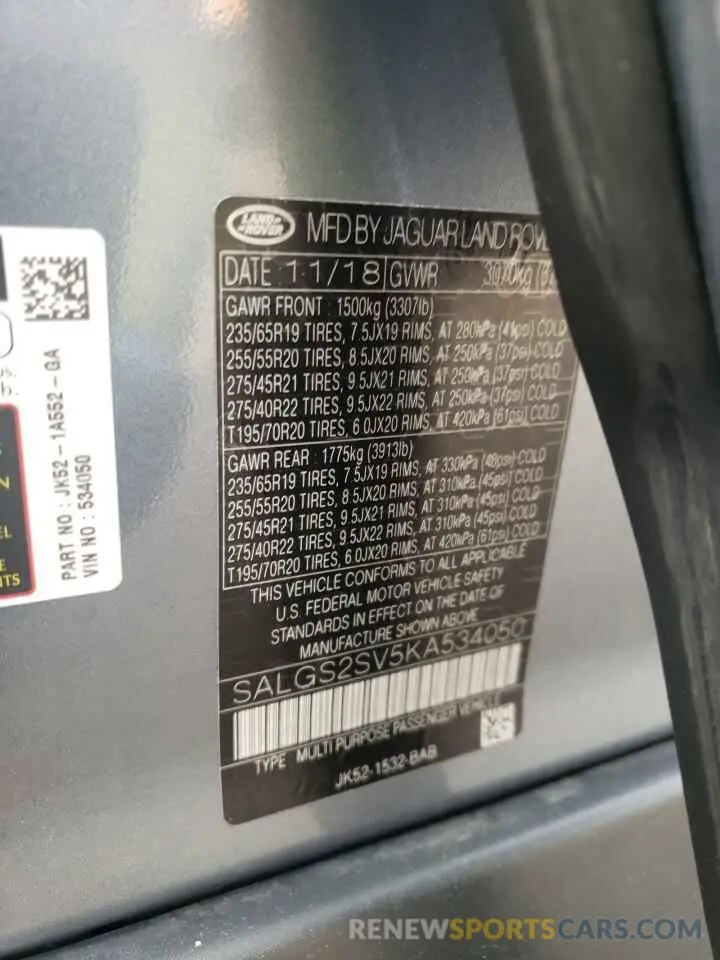 LAND ROVER
MFD BY JAGUAR LAND ROVE
DATE 11/18 GVWR 3070kg
GAWR FRONT : 1500kg (3307lb)
235/65R19 TIRES, 7.5JX19 RIMS, AT 280kPa (41psi) COLD
255/55R20 TIRES, 8.5JX20 RIMS, AT 250kPa (37psi) COLD
275/45R21 TIRES, 9.5JX21 RIMS, AT 250kPa (37psi) COLD
275/40R22 TIRES, 9.5JX22 RIMS, AT 250kPa (37psi) COLD
T195/70R20 TIRES, 6.0JX20 RIMS, AT 420kPa (61psi) COLD
GAWR REAR : 1775kg (3913lb)
235/65R19 TIRES, 7.5JX19 RIMS, AT 330kPa (48psi) COLD
255/55R20 TIRES, 8.5JX20 RIMS, AT 310kPa (45psi) COLD
275/45R21 TIRES, 9.5JX21 RIMS, AT 310kPa (45psi) COLD
275/40R22 TIRES, 9.5JX22 RIMS, AT 310kPa (45psi) COLD
T195/70R20 TIRES, 6.0JX20 RIMS, AT 420kPa (61psi) COLD
THIS VEHICLE CONFORMS TO ALL APPLICABLE
U.S. FEDERAL MOTOR VEHICLE SAFETY
STANDARDS IN EFFECT ON THE DATE OF
MANUFACTURE SHOWN ABOVE
SALGS2SV5KA534050
TYPE MULTI PURPOSE PASSENGER VEHICLE
JK52-1532-BAB
PART NO : JK52-1A552-GA
VIN NO : 534050
N
EL
E
NTS
RENEWSPORTSCARS.COM